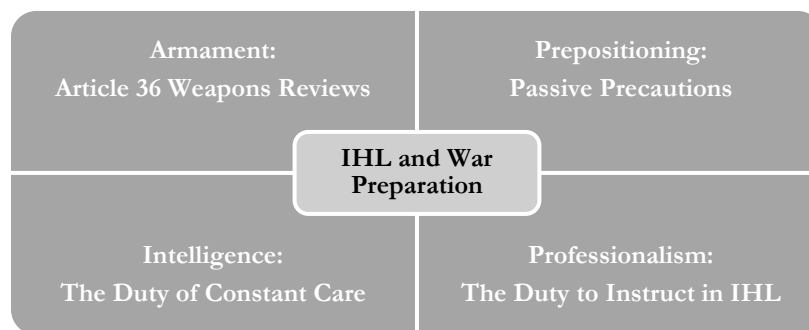 Armament:
Article 36 Weapons Reviews
Prepositioning:
Passive Precautions
IHL and War
Preparation
Intelligence:
The Duty of Constant Care
Professionalism:
The Duty to Instruct in IHL